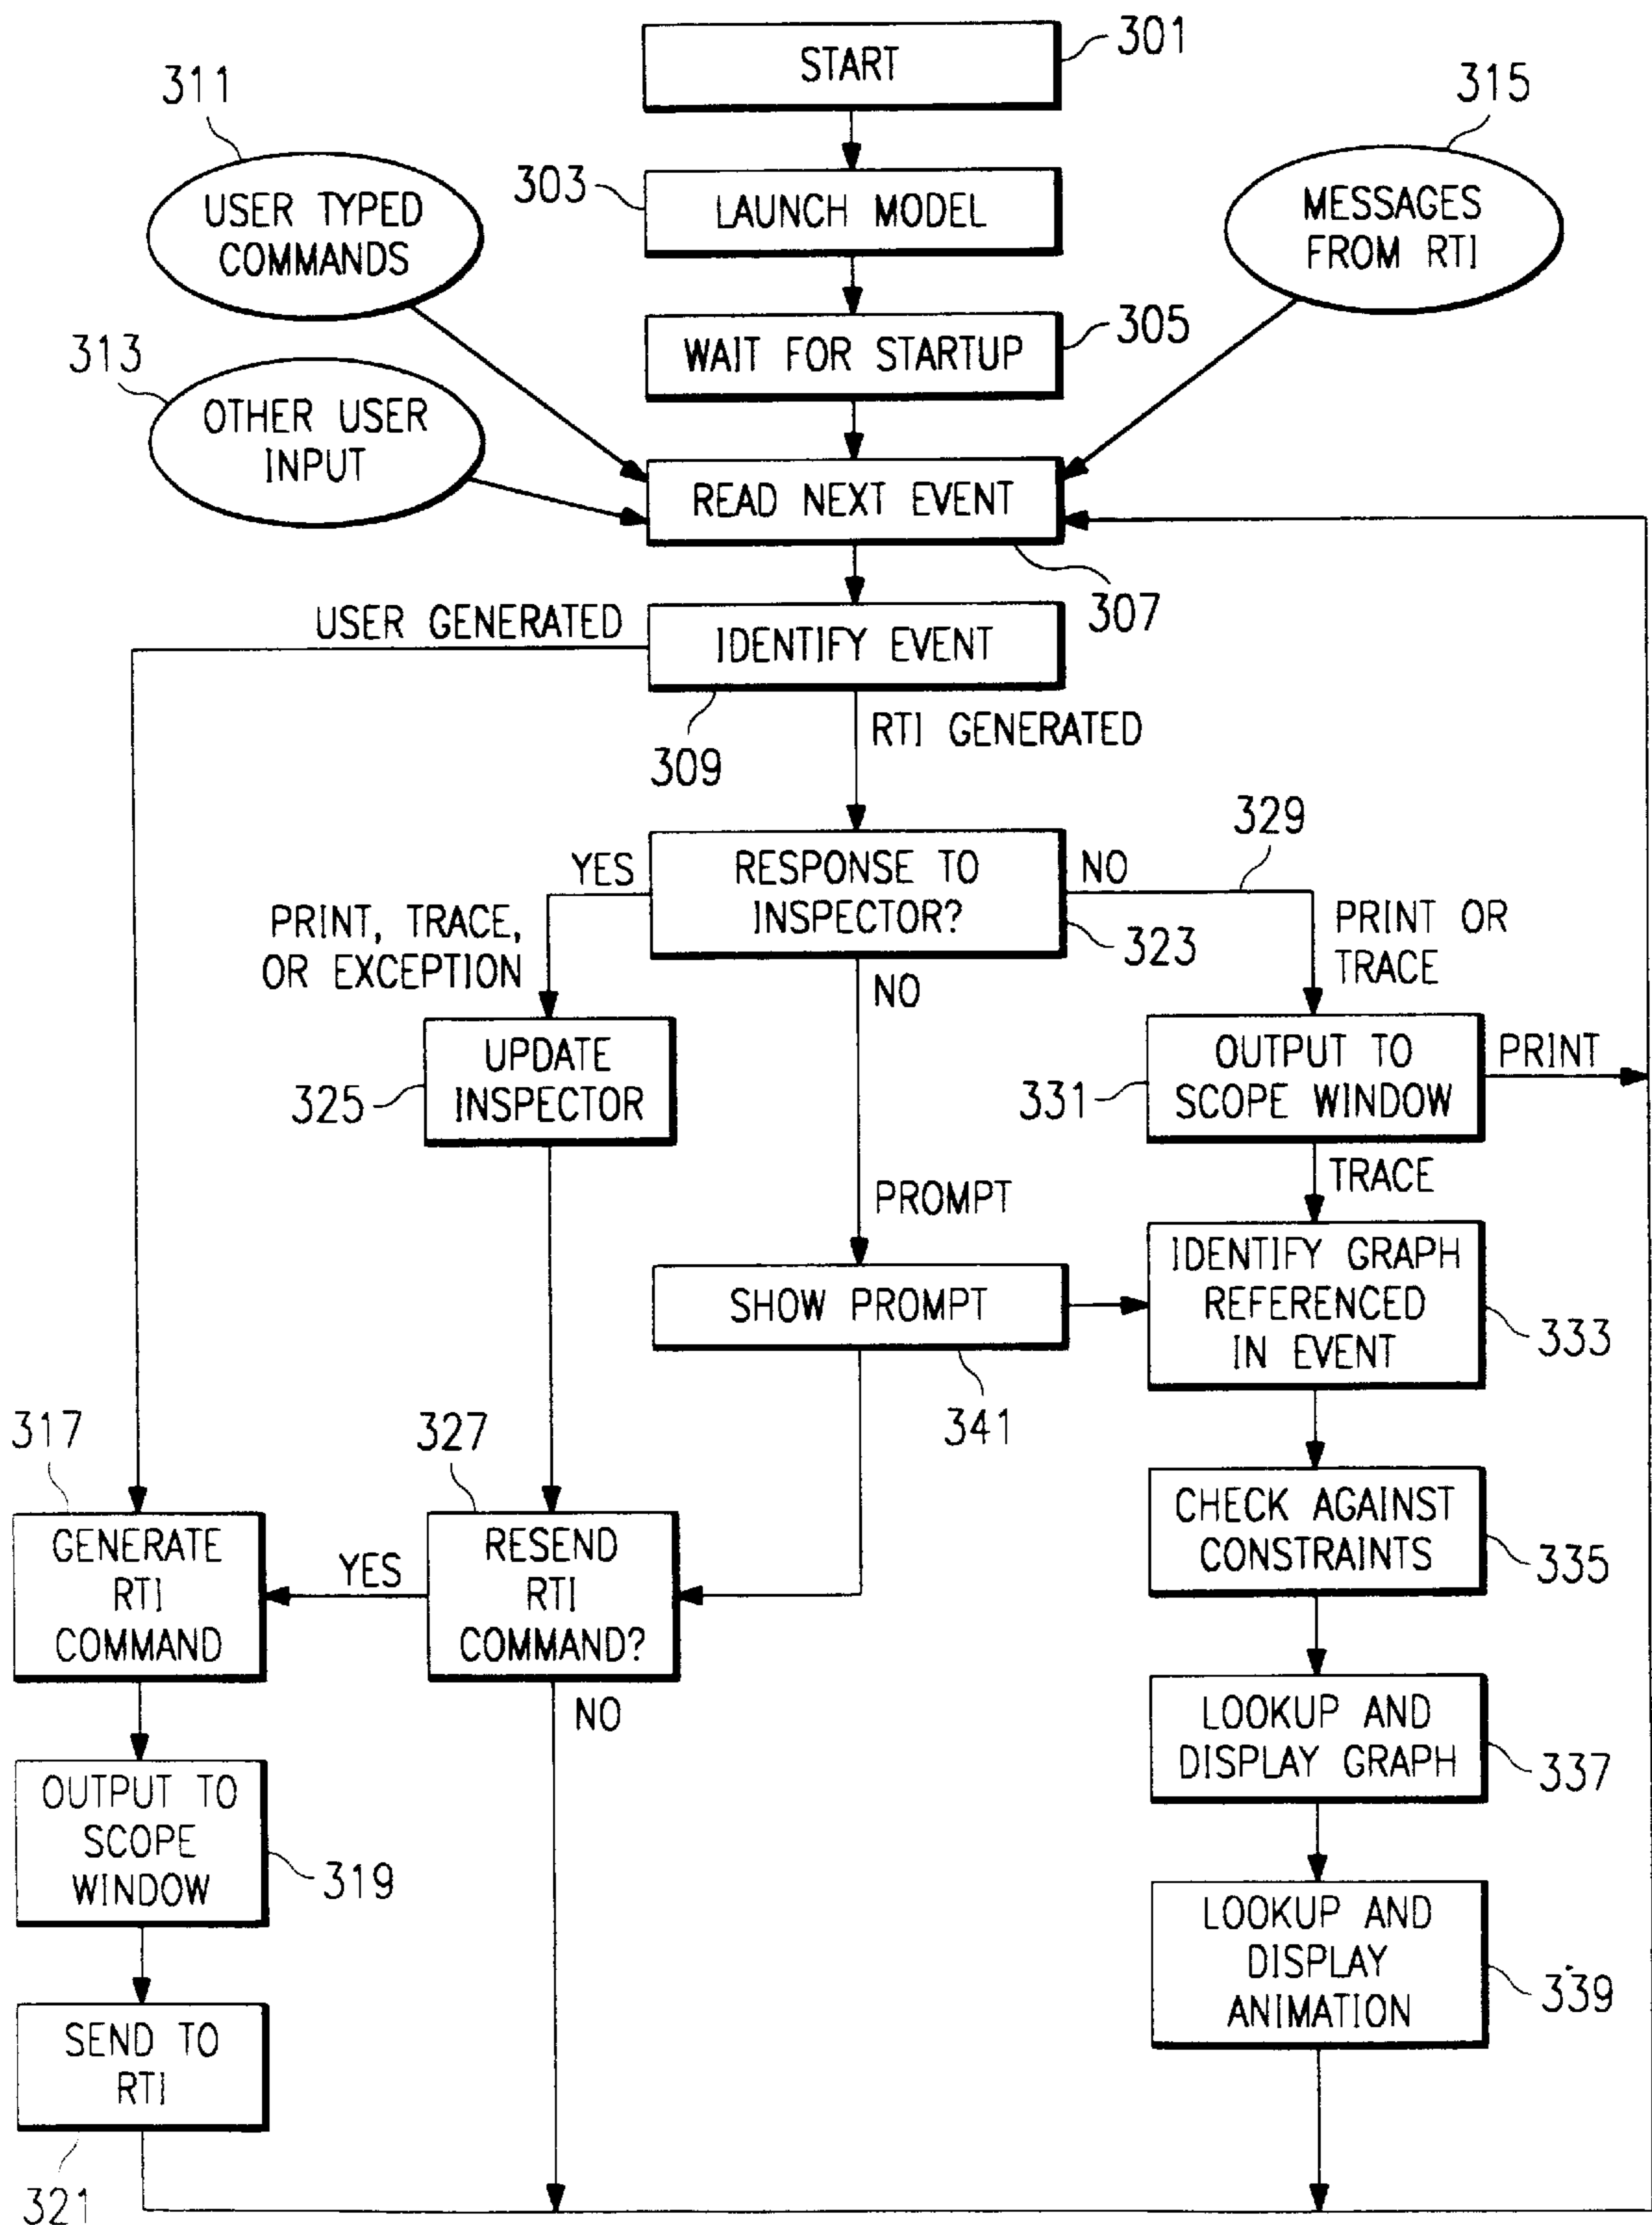 START
301
311
315
USER TYPED
COMMANDS
303
LAUNCH MODEL
MESSAGES
FROM RTI
313
WAIT FOR STARTUP
305
OTHER USER
INPUT
READ NEXT EVENT
307
USER GENERATED
IDENTIFY EVENT
309
RTI GENERATED
329
YES
RESPONSE TO
INSPECTOR?
NO
323
PRINT, TRACE,
OR EXCEPTION
PRINT OR
TRACE
NO
UPDATE
INSPECTOR
325
331
OUTPUT TO
SCOPE WINDOW
PRINT
TRACE
PROMPT
SHOW PROMPT
341
IDENTIFY GRAPH
REFERENCED
IN EVENT
333
317
327
GENERATE
RTI
COMMAND
YES
RESEND
RTI
COMMAND?
NO
CHECK AGAINST
CONSTRAINTS
335
LOOKUP AND
DISPLAY GRAPH
337
OUTPUT TO
SCOPE
WINDOW
319
LOOKUP AND
DISPLAY
ANIMATION
339
SEND TO
RTI
321